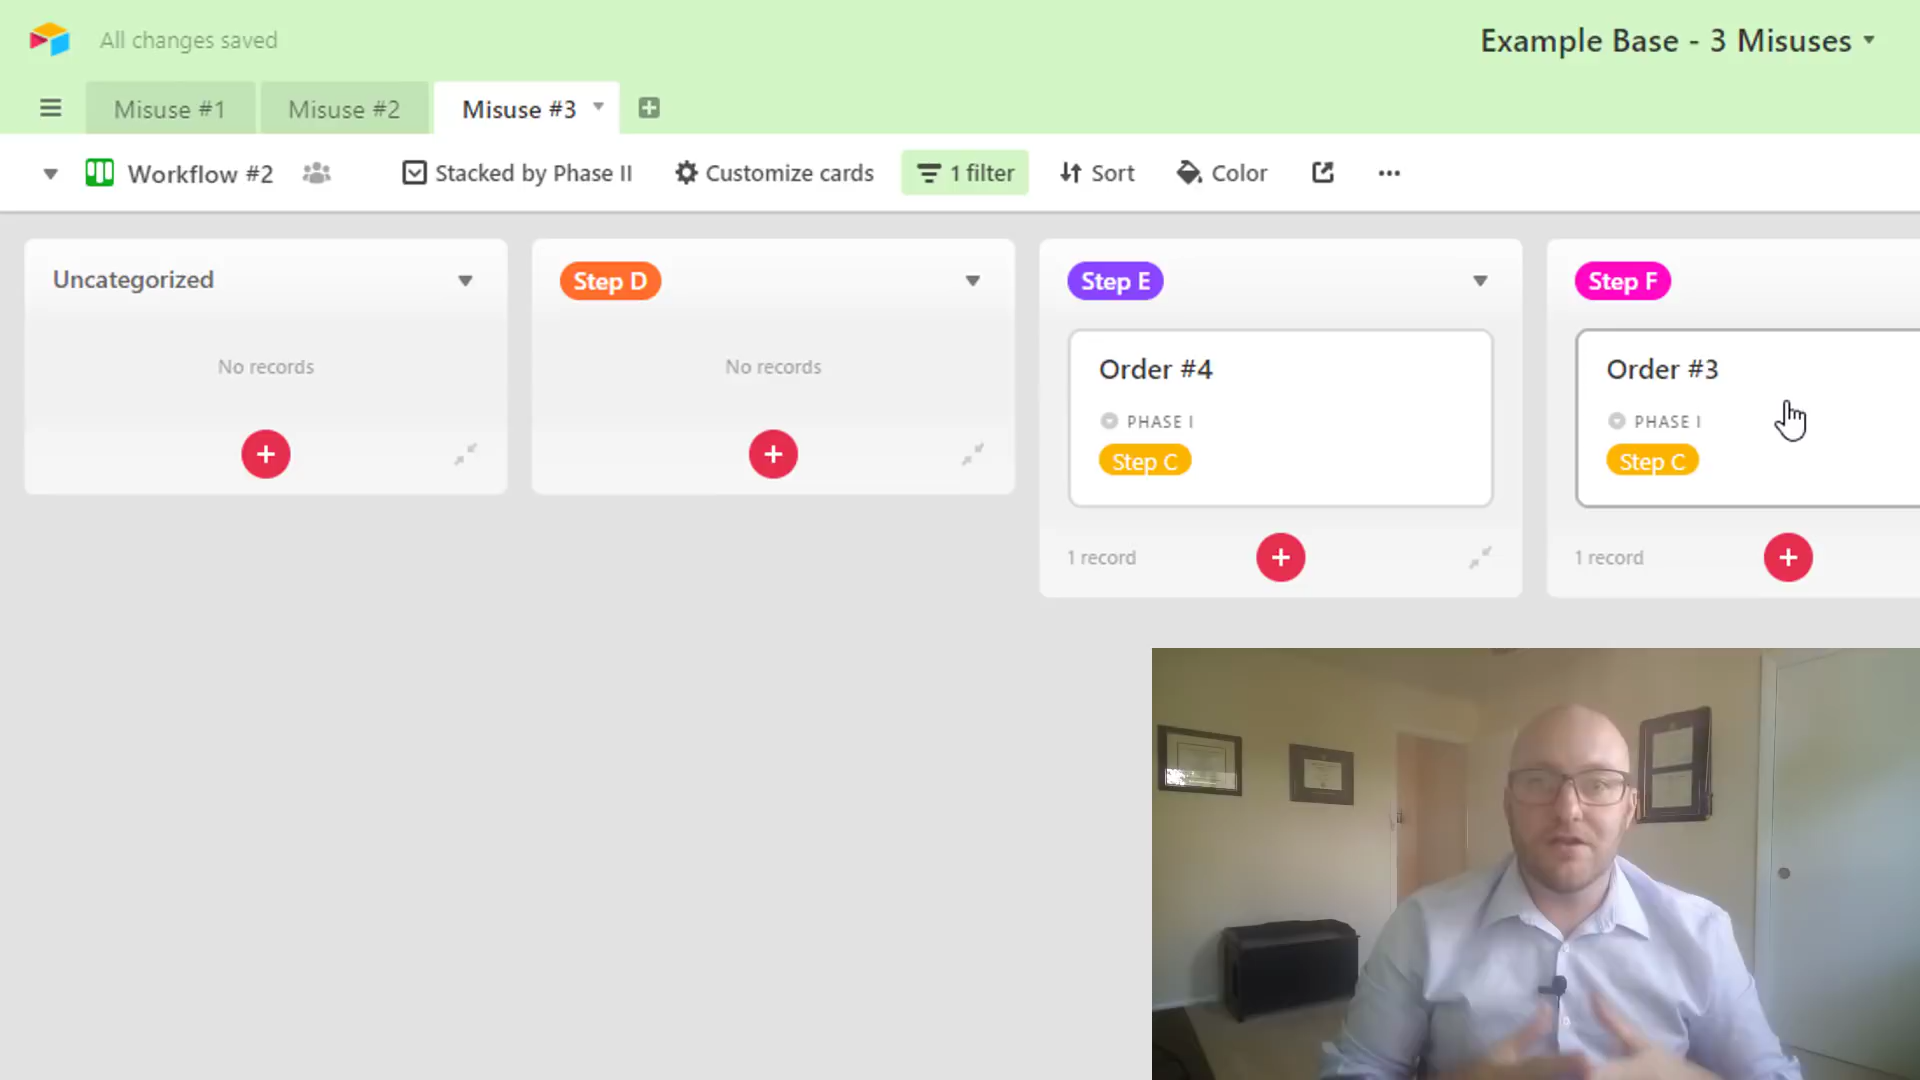 All changes saved
Example Base - 3 Misuses
Misuse #1
Misuse #2
Misuse #3
Workflow #2
Stacked by Phase II
Customize cards
1 filter
Sort
Color
Uncategorized
No records
Step D
No records
Step E
Order #4
PHASE I
Step C
1 record
Step F
Order #3
PHASE I
Step C
1 record